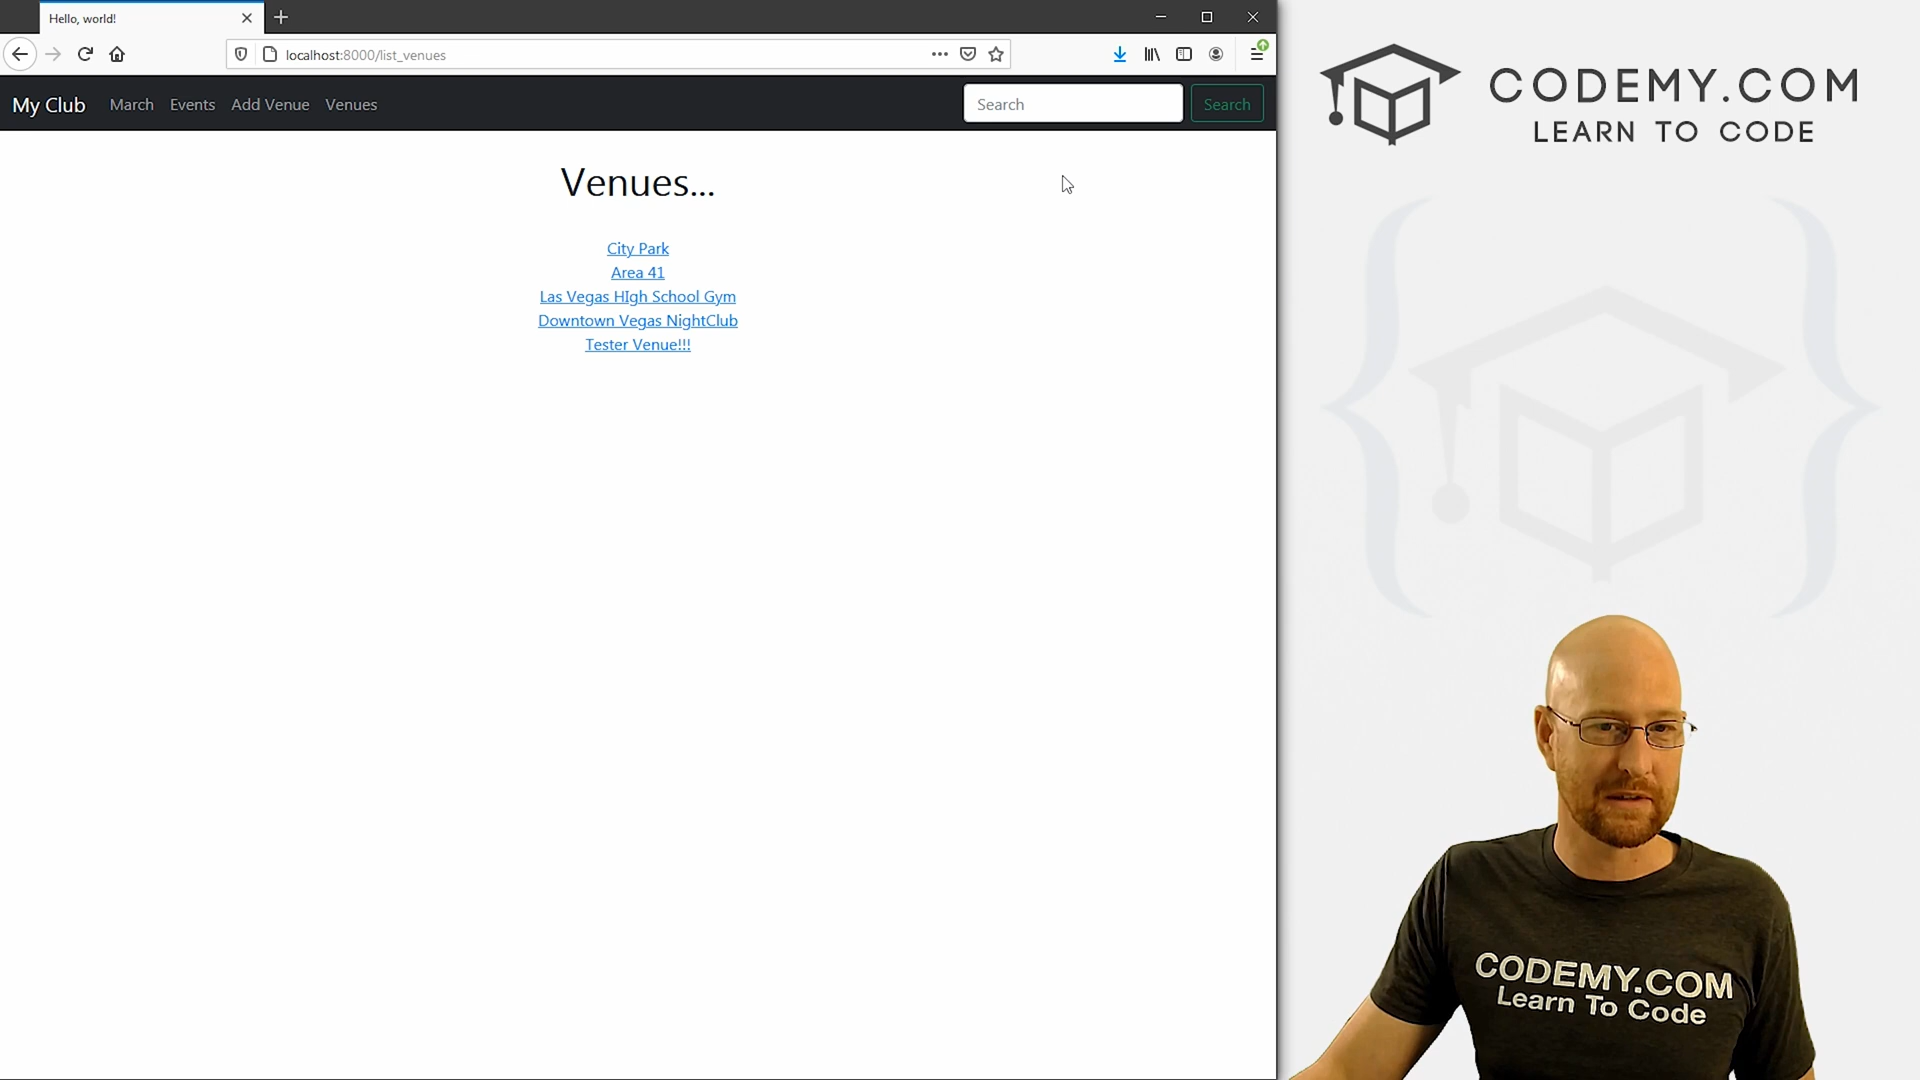 Hello, world!
localhost:8000/list_venues
My Club March Events Add Venue Venues Search Search
Venues...
City Park
Area 41
Las Vegas HIgh School Gym
Downtown Vegas NightClub
Tester Venue!!!
CODEMY.COM
LEARN TO CODE
CODEMY.COM
Learn To Code